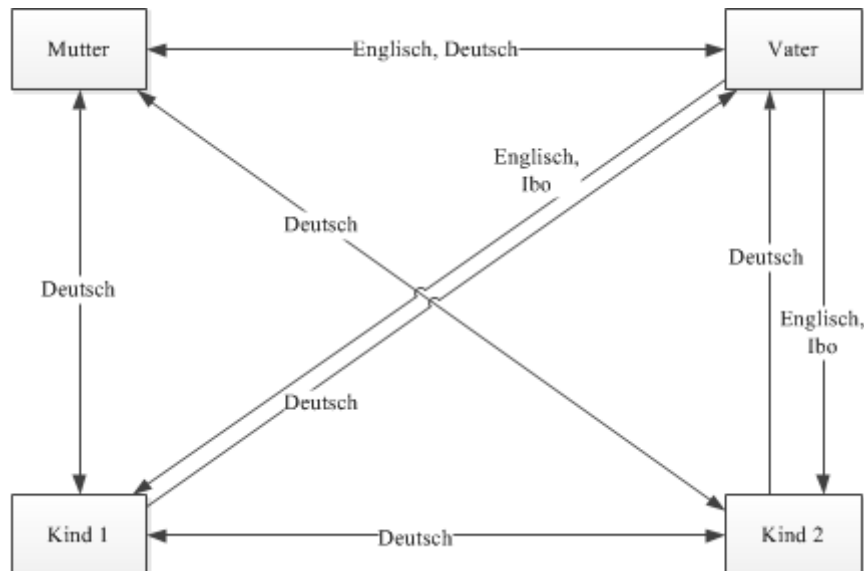 Mutter
Englisch, Deutsch
Vater
Englisch,
Ibo
Deutsch
Deutsch
Deutsch
Englisch,
Ibo
Deutsch
Kind 1
Deutsch
Kind 2